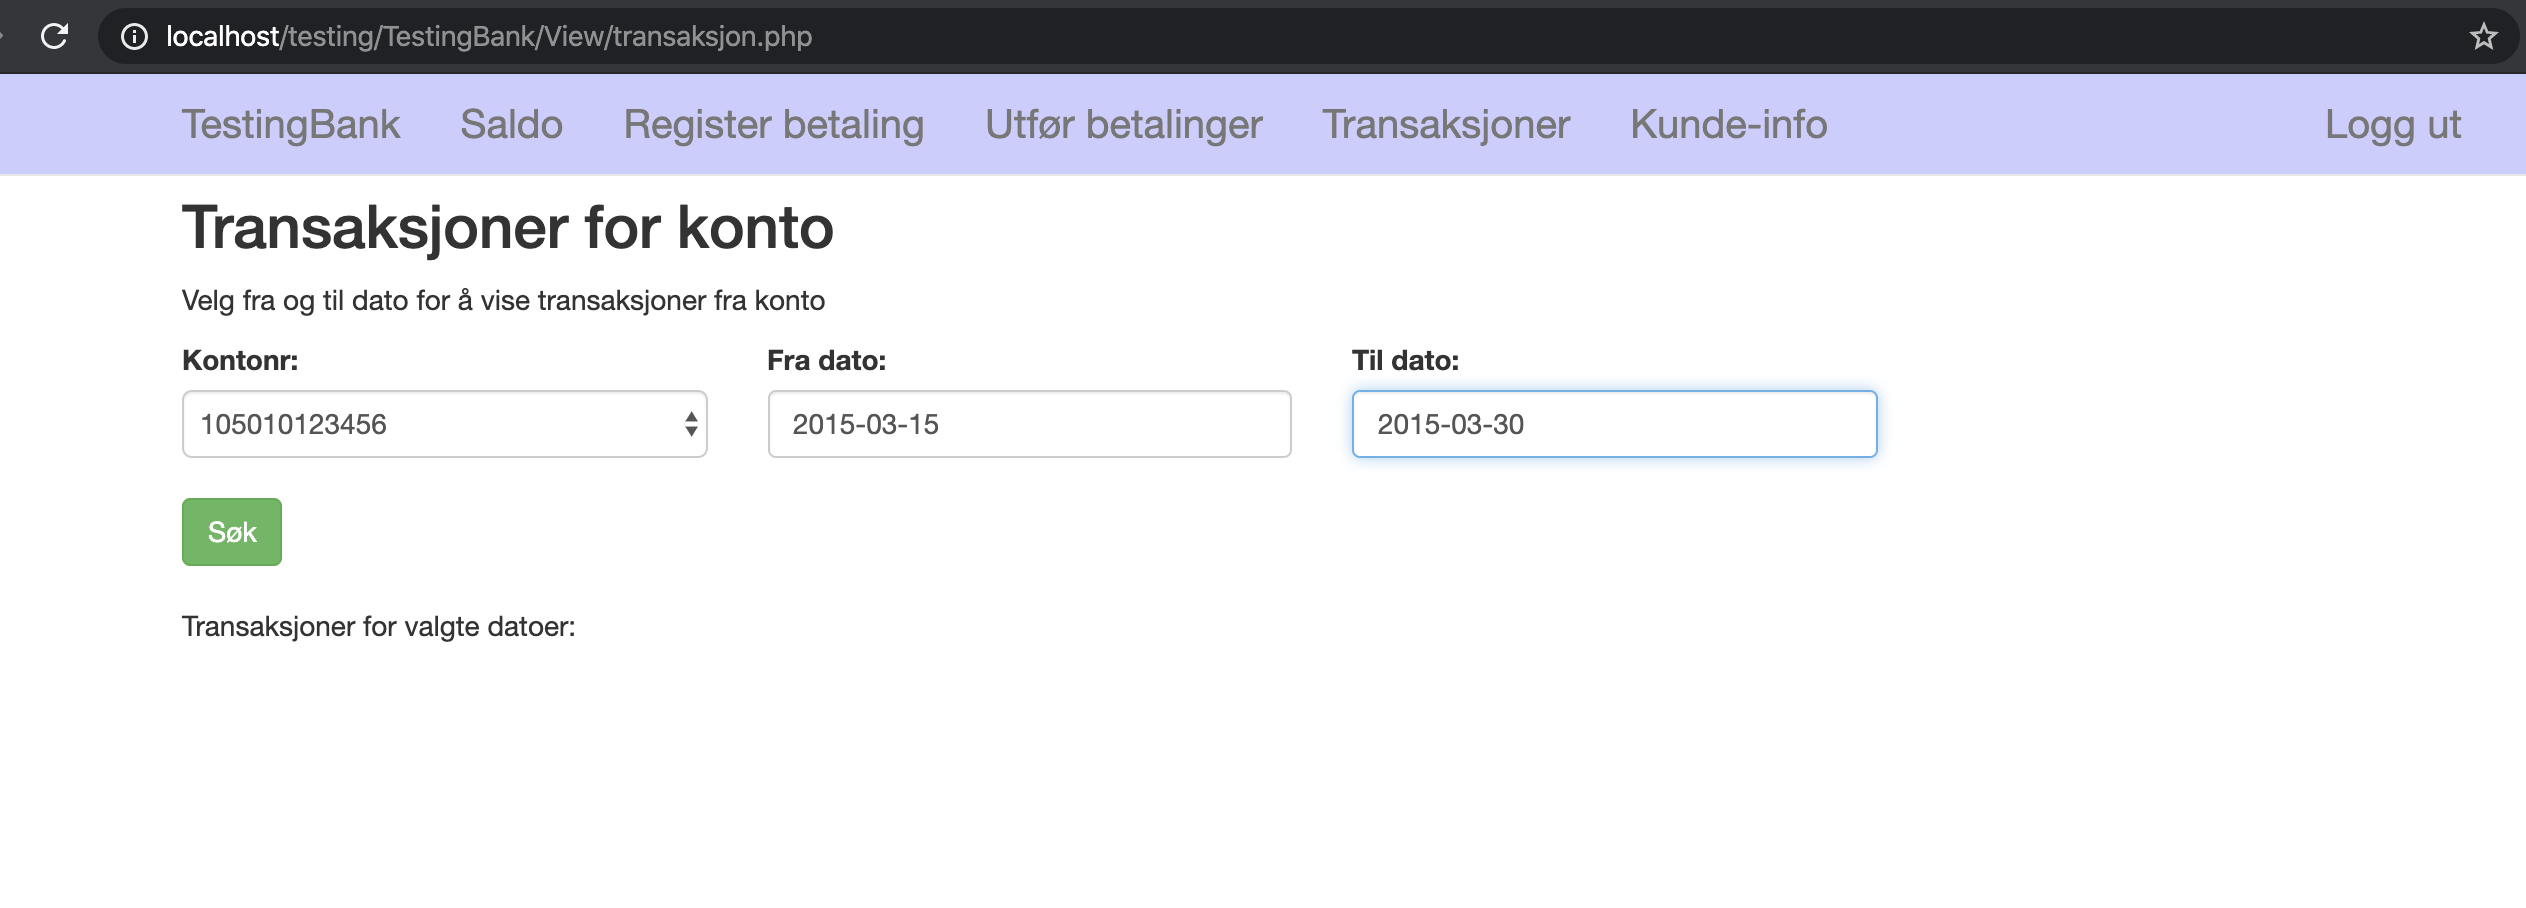 localhost/testing/TestingBank/View/transaksjon.php
TestingBank Saldo Register betaling Utfør betalinger Transaksjoner Kunde-info Logg ut
Transaksjoner for konto
Velg fra og til dato for å vise transaksjoner fra konto
Kontonr: Fra dato: Til dato:
105010123456 2015-03-15 2015-03-30
Søk
Transaksjoner for valgte datoer: